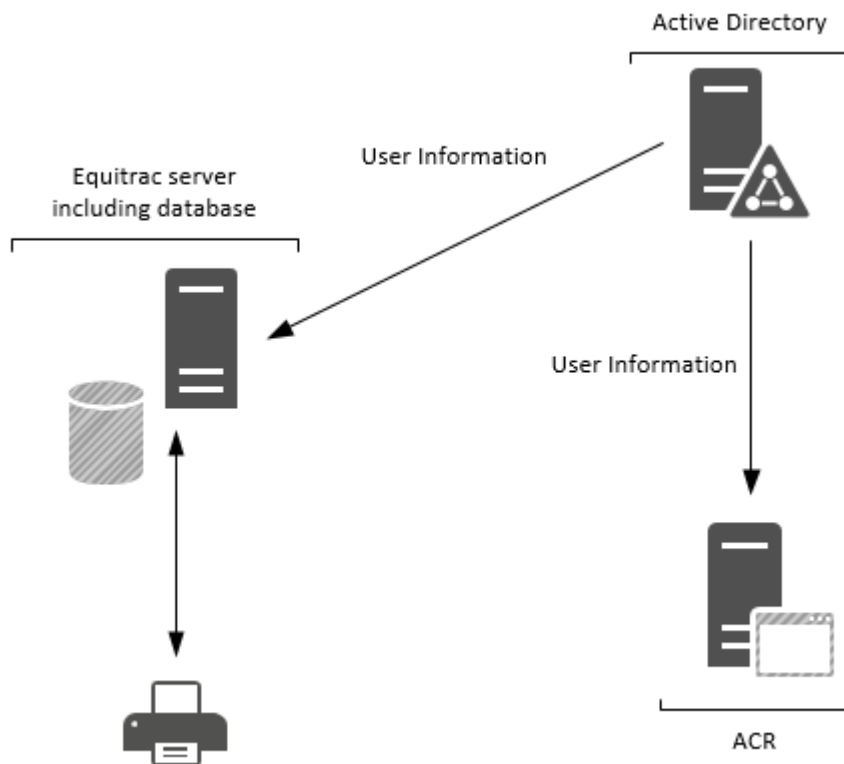 Active Directory
User Information
Equitrac server
including database
User Information
ACR